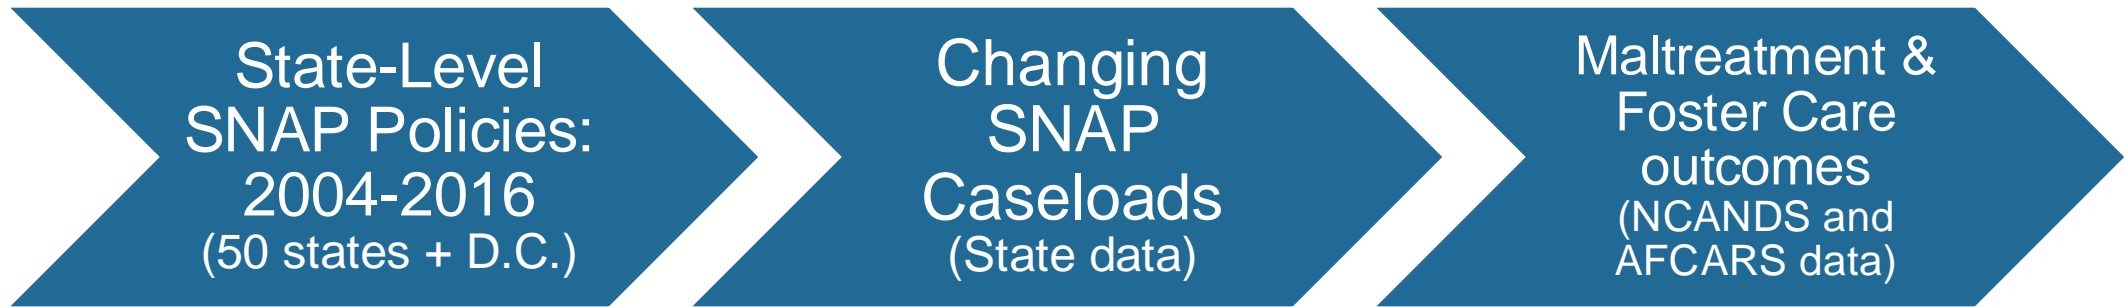 State-Level
SNAP Policies:
2004-2016
(50 states + D.C.)
Changing
SNAP
Caseloads
(State data)
Maltreatment &
Foster Care
outcomes
(NCANDS and
AFCARS data)